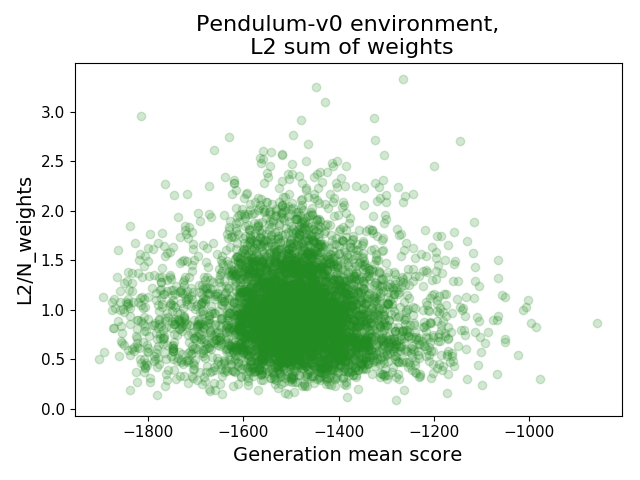 Pendulum-v0 environment,
L2 sum of weights
L2/N_weights
3.0
2.5
2.0
1.5
1.0
0.5
0.0
−1800 −1600 −1400 −1200 −1000
Generation mean score